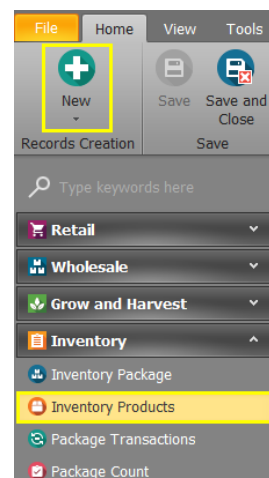 File Home View Tools
New Save Save and Close
Records Creation Save
Type keywords here
Retail
Wholesale
Grow and Harvest
Inventory
Inventory Package
Inventory Products
Package Transactions
Package Count